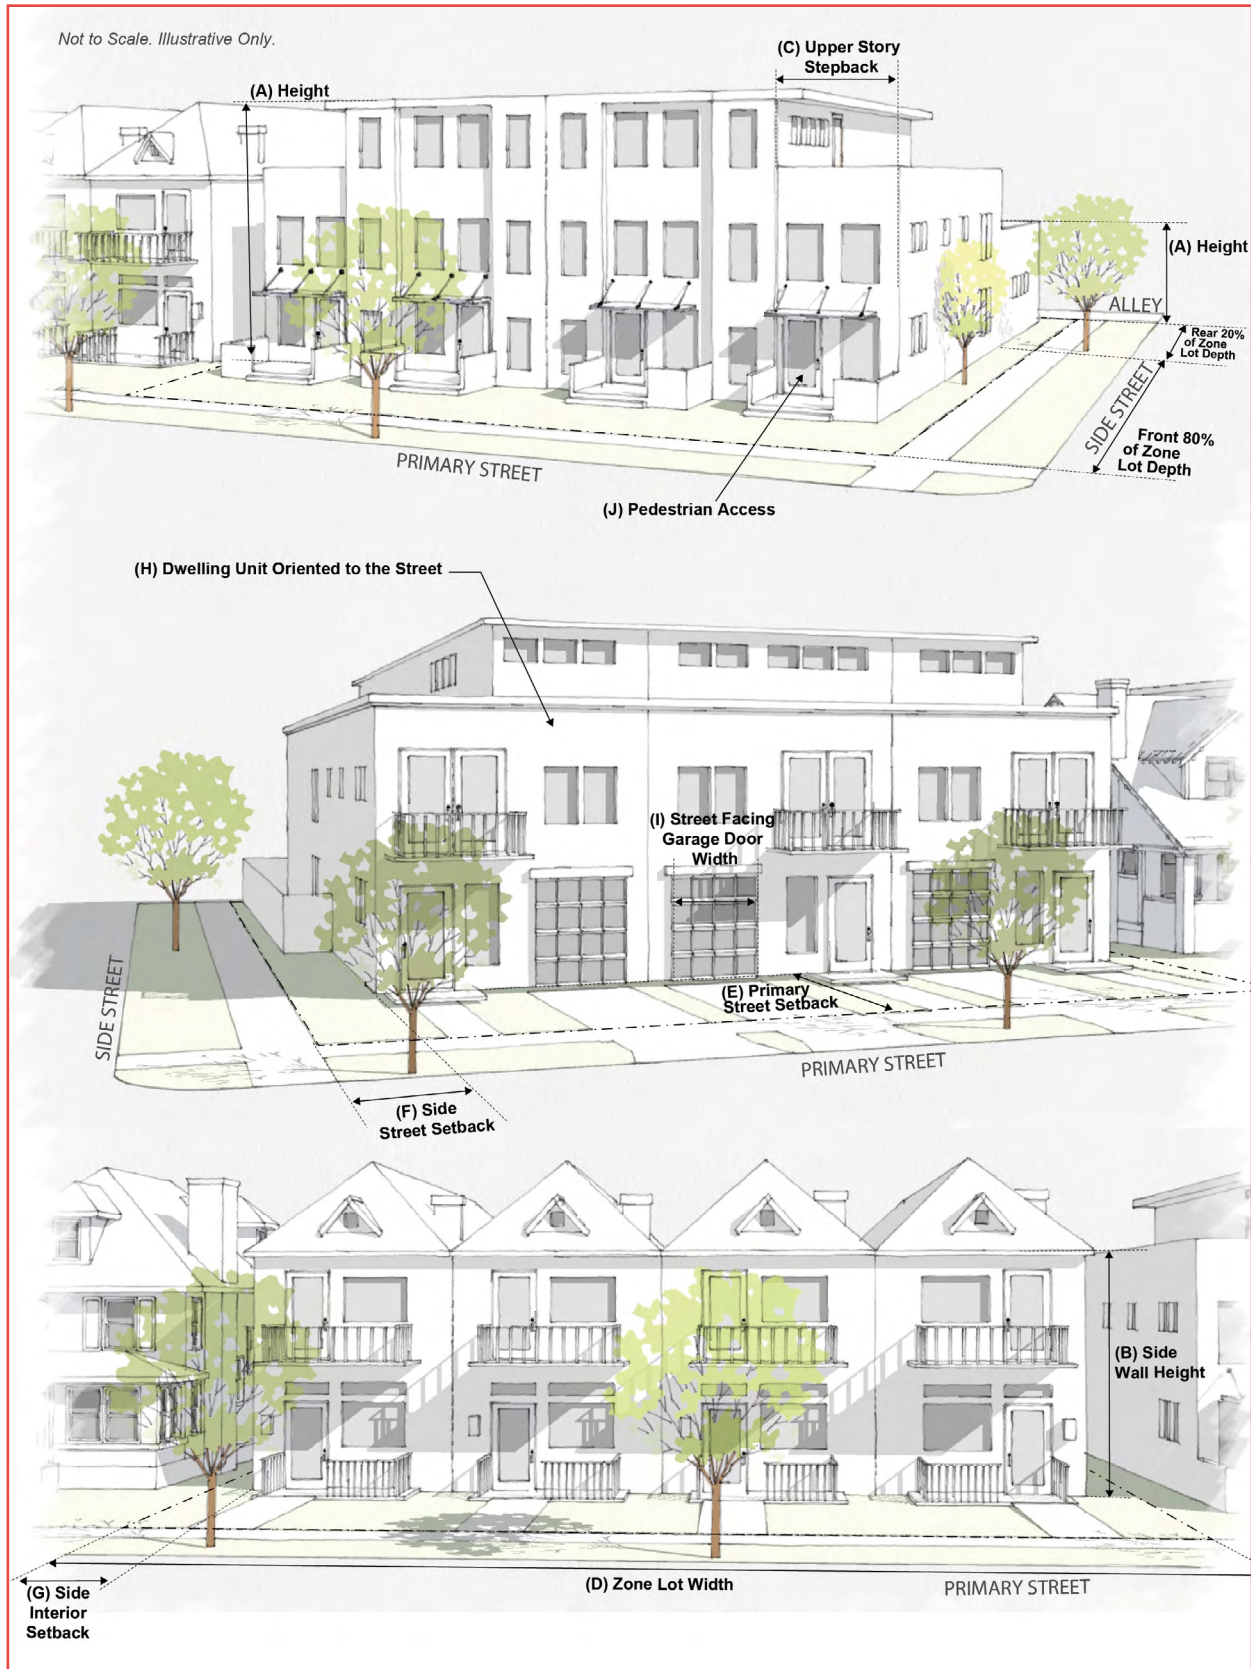 Not to Scale. Illustrative Only.
(C) Upper Story
Stepback
(A) Height
(A) Height
ALLEY
Rear 20%
of Zone
Lot Depth
SIDE STREET
Front 80%
of Zone
Lot Depth
PRIMARY STREET
(J) Pedestrian Access
(H) Dwelling Unit Oriented to the Street
(I) Street Facing
Garage Door
Width
(E) Primary
Street Setback
SIDE STREET
PRIMARY STREET
(F) Side
Street Setback
(B) Side
Wall Height
(D) Zone Lot Width
PRIMARY STREET
(G) Side
Interior
Setback